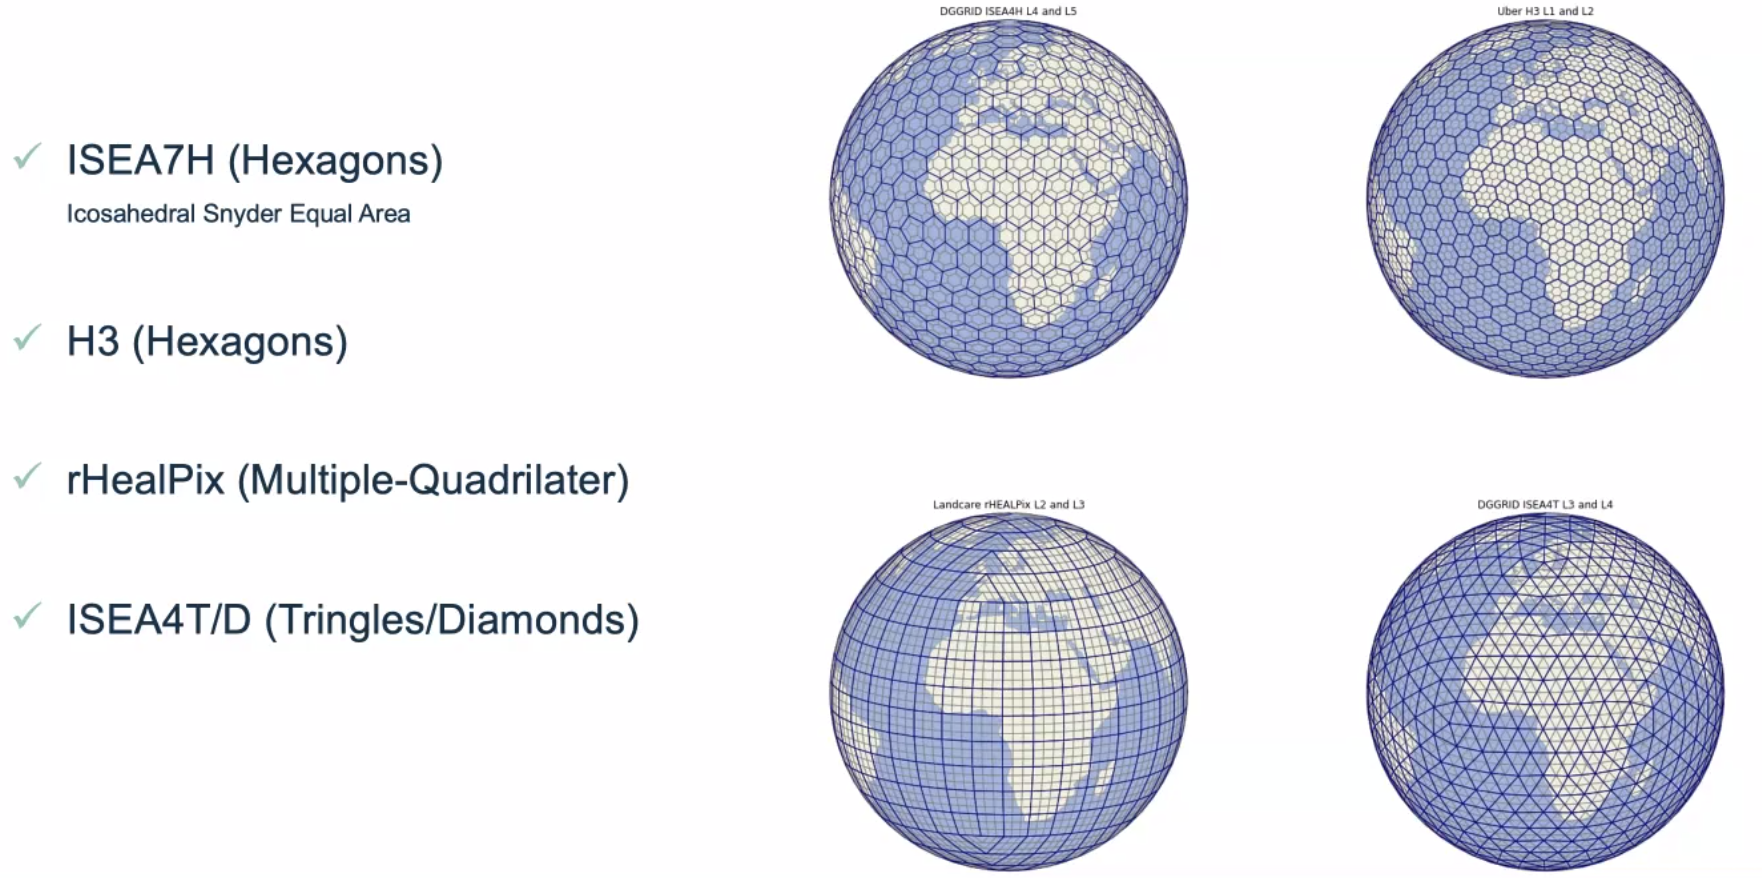 ISEA7H (Hexagons)
Icosahedral Snyder Equal Area
H3 (Hexagons)
rHealPix (Multiple-Quadrilater)
ISEA4T/D (Tringles/Diamonds)
DGGRID ISEA4H L4 and L5
Uber H3 L1 and L2
Landcare rHEALPix L2 and L3
DGGRID ISEA4T L3 and L4